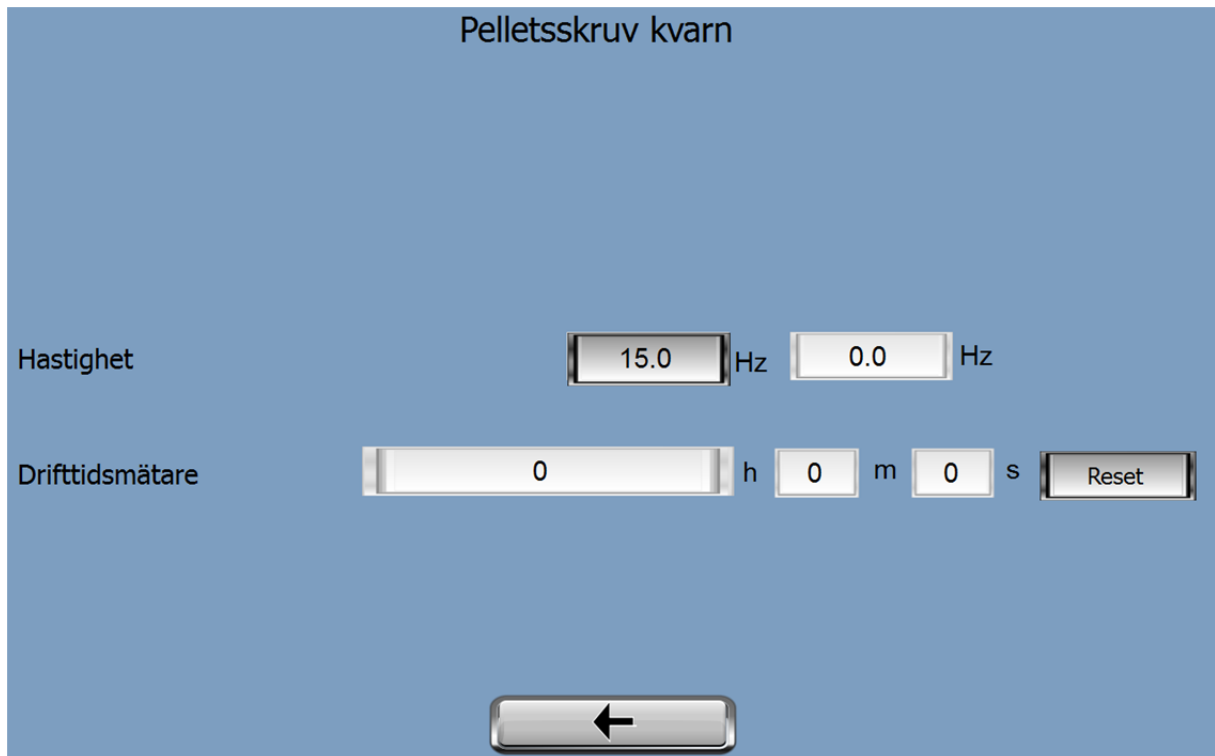 Pelletsskruv kvarn
Hastighet 15.0 Hz 0.0 Hz
Drifttidsmätare 0 h 0 m 0 s Reset